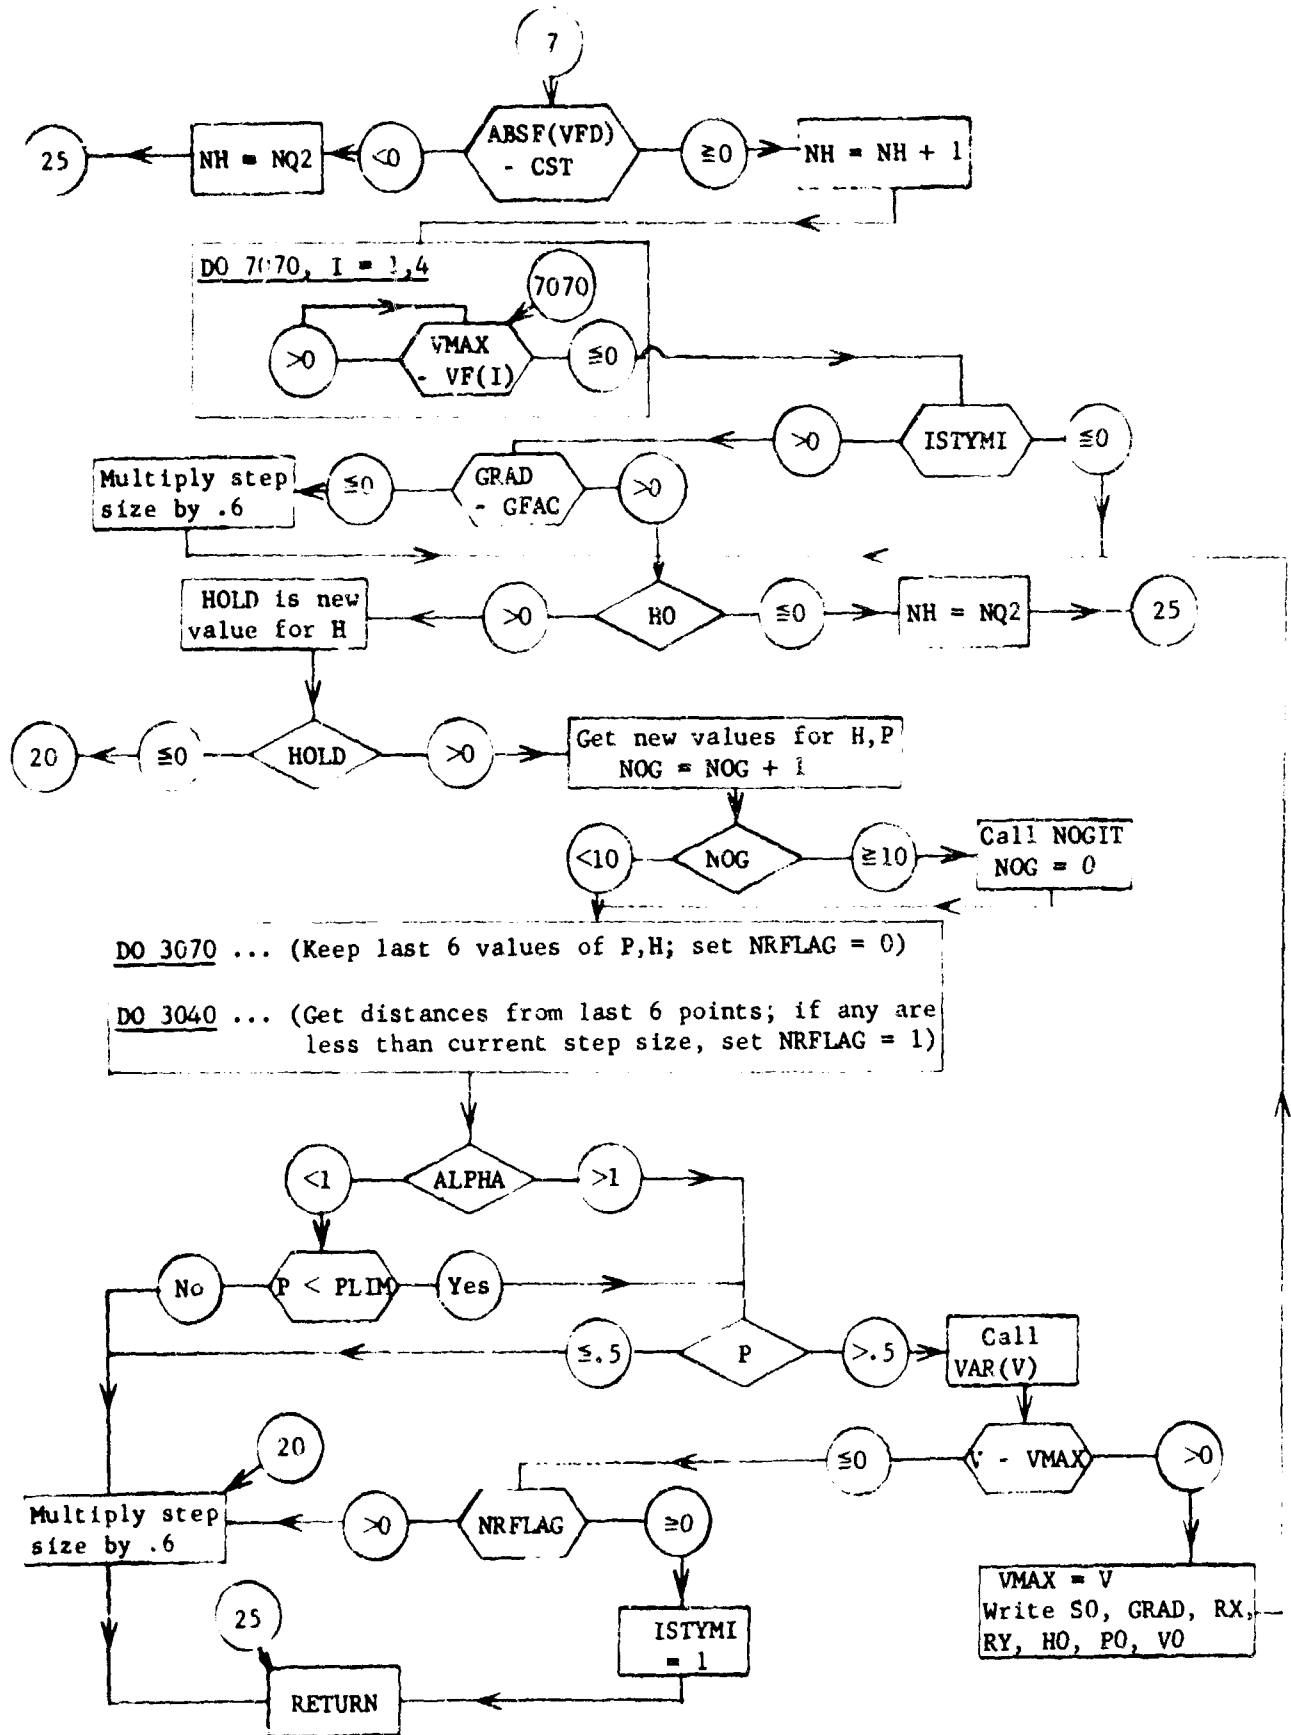 7
25
NH = NQ2
<0
ABSF(VFD)
- CST
≧0
NH = NH + 1
DO 7070, I = 1,4
7070
>0
VMAX
- VF(I)
≦0
>0
ISTYMI
≦0
Multiply step
size by .6
≦0
GRAD
- GFAC
>0
HOLD is new
value for H
>0
HO
≦0
NH = NQ2
25
20
≦0
HOLD
>0
Get new values for H,P
NOG = NOG + 1
<10
NOG
≧10
Call NOGIT
NOG = 0
DO 3070 ... (Keep last 6 values of P,H; set NRFLAG = 0)
DO 3040 ... (Get distances from last 6 points; if any are
less than current step size, set NRFLAG = 1)
<1
ALPHA
>1
No
P < PLIM
Yes
≦.5
P
>.5
Call
VAR(V)
20
≦0
V - VMAX
>0
Multiply step
size by .6
>0
NRFLAG
≧0
VMAX = V
Write SO, GRAD, RX,
RY, HO, PO, VO
25
ISTYMI
= 1
RETURN